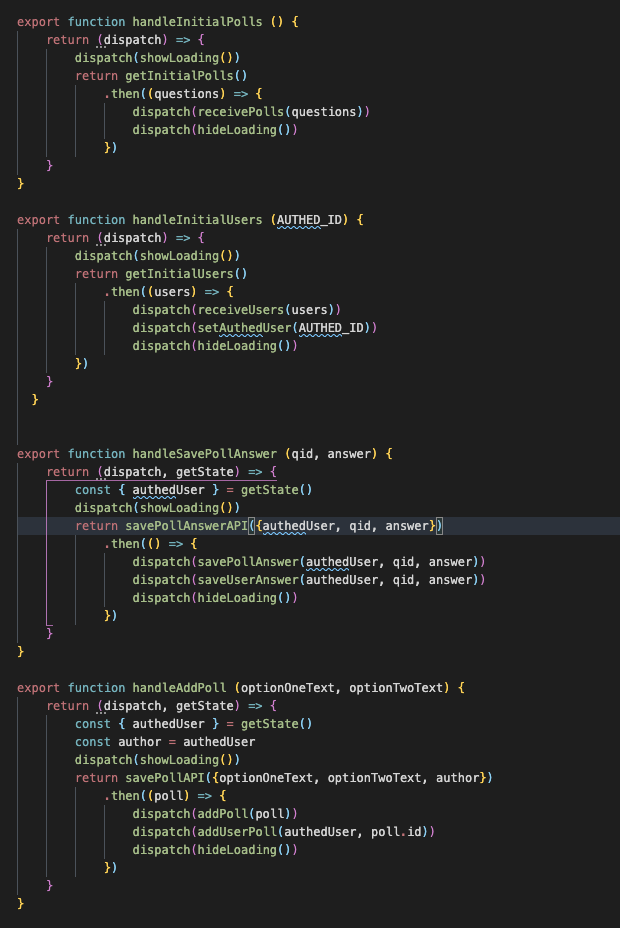 export function handleInitialPolls () {
    return (dispatch) => {
        dispatch(showLoading())
        return getInitialPolls()
            .then((questions) => {
                dispatch(receivePolls(questions))
                dispatch(hideLoading())
            })
    }
}

export function handleInitialUsers (AUTHED_ID) {
    return (dispatch) => {
        dispatch(showLoading())
        return getInitialUsers()
            .then((users) => {
                dispatch(receiveUsers(users))
                dispatch(setAuthedUser(AUTHED_ID))
                dispatch(hideLoading())
            })
    }
  }


export function handleSavePollAnswer (qid, answer) {
    return (dispatch, getState) => {
        const { authedUser } = getState()
        dispatch(showLoading())
        return savePollAnswerAPI({authedUser, qid, answer})
            .then(() => {
                dispatch(savePollAnswer(authedUser, qid, answer))
                dispatch(saveUserAnswer(authedUser, qid, answer))
                dispatch(hideLoading())
            })
    }
}

export function handleAddPoll (optionOneText, optionTwoText) {
    return (dispatch, getState) => {
        const { authedUser } = getState()
        const author = authedUser
        dispatch(showLoading())
        return savePollAPI({optionOneText, optionTwoText, author})
            .then((poll) => {
                dispatch(addPoll(poll))
                dispatch(addUserPoll(authedUser, poll.id))
                dispatch(hideLoading())
            })
    }
}